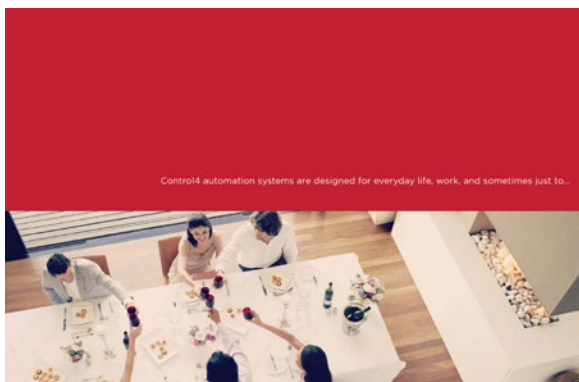 Control4 automation systems are designed for everyday life, work, and sometimes just to...